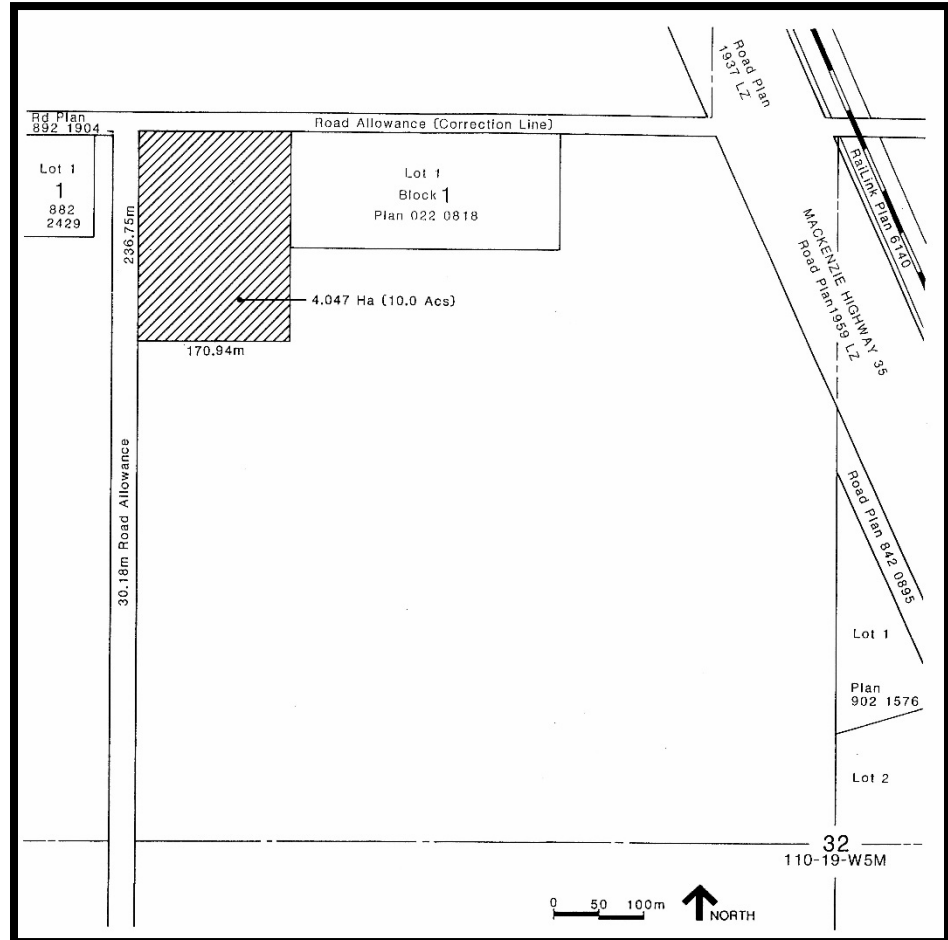 Road Plan
1937 LZ
Rd Plan
892 1904
Road Allowance (Correction Line)
Lot 1
1
882
2429
Lot 1
Block 1
Plan 022 0818
236.75m
RaiLink Plan 6140
MACKENZIE HIGHWAY 35
Road Plan1959 LZ
4.047 Ha (10.0 Acs)
170.94m
30.18m Road Allowance
Road Plan 842 0895
Lot 1
Plan
902 1576
Lot 2
32
110-19-W5M
0 50 100m
NORTH